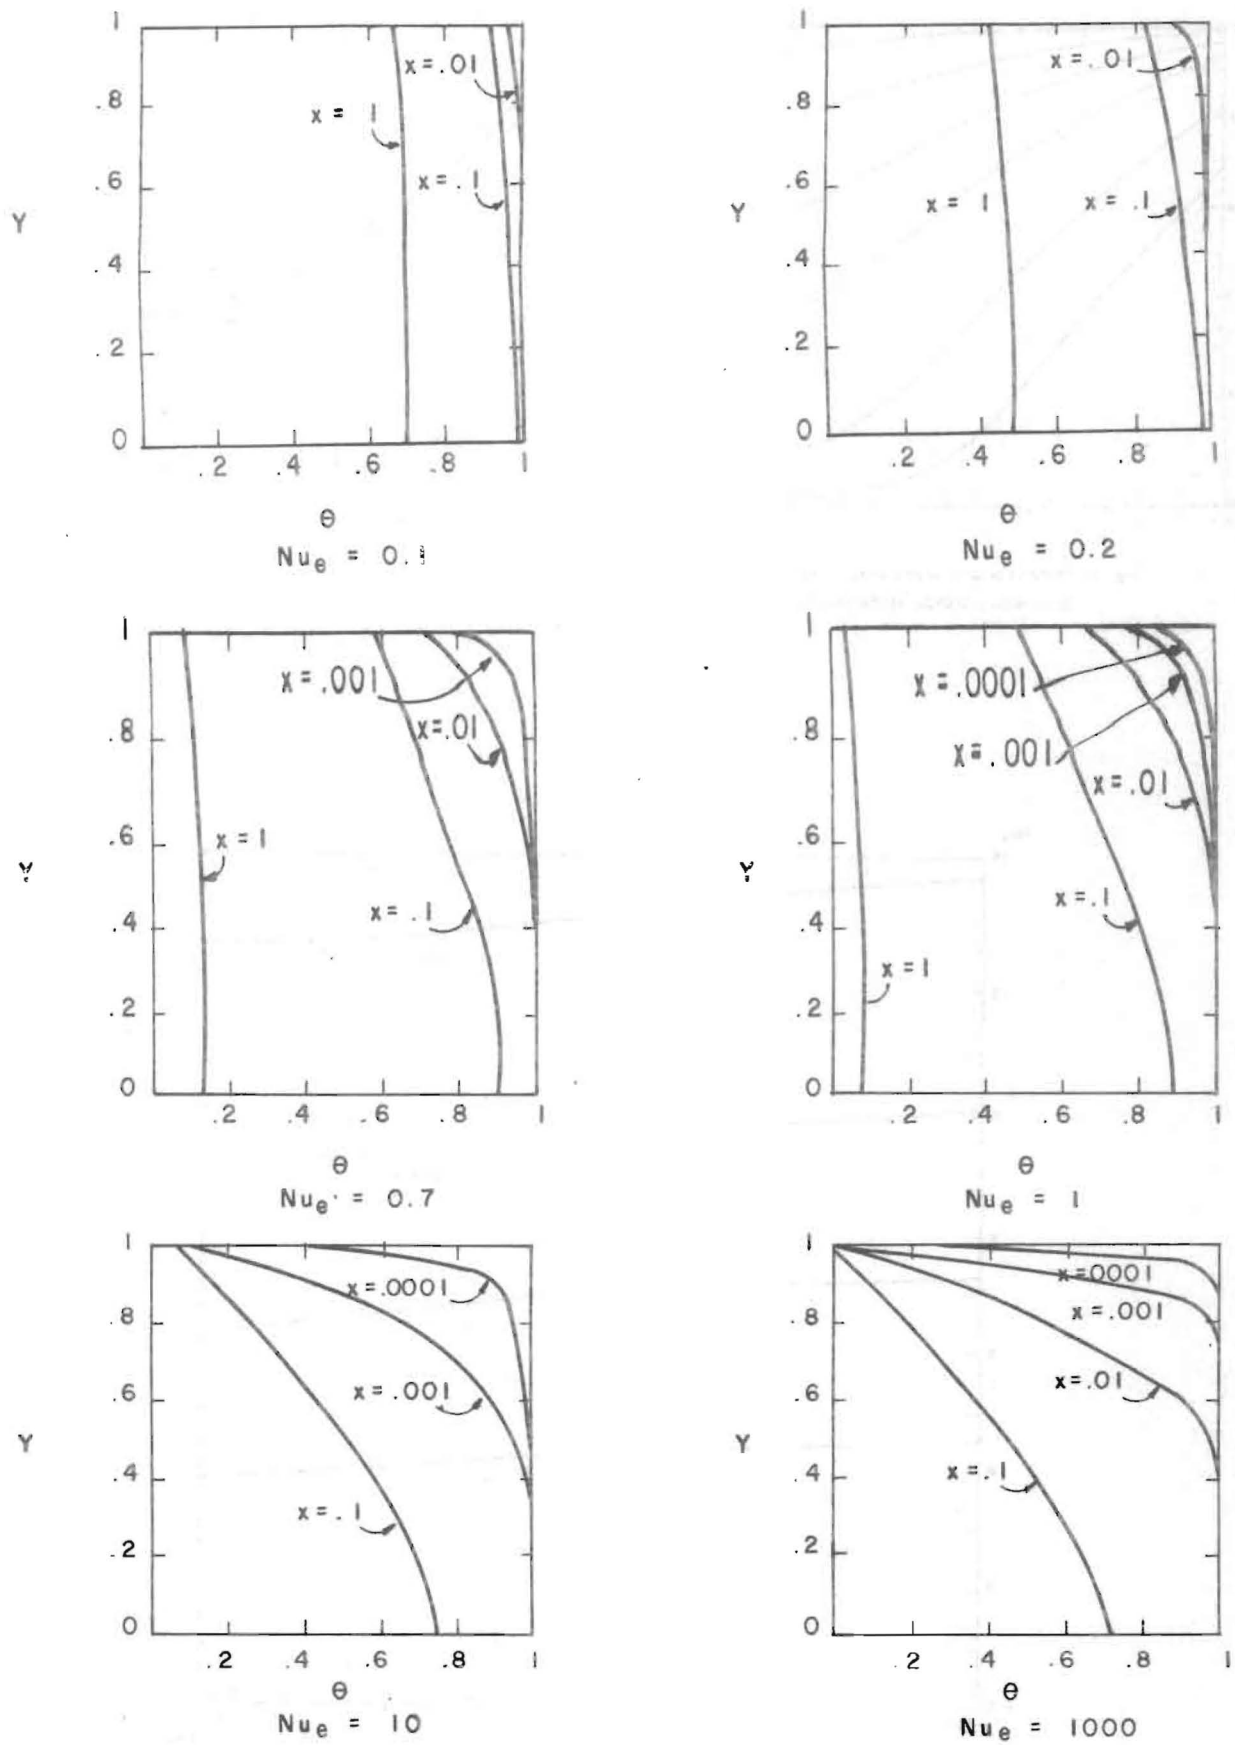 1
.8
.6
.4
.2
0
Y
x=.01
x = 1
x=.1
.2 .4 .6 .8 1
θ
Nue = 0.1
1
.8
.6
.4
.2
0
Y
x=.01
x= 1
x= .1
.2 .4 .6 .8 1
θ
Nue = 0.2
1
.8
.6
.4
.2
0
Y
x=.001
x=.01
x=1
x=.1
.2 .4 .6 .8 1
θ
Nue = 0.7
1
.8
.6
.4
.2
0
Y
x=.0001
x=.001
x=.01
x=.1
x=1
.2 .4 .6 .8 1
θ
Nue = 1
1
.8
.6
.4
.2
0
Y
x=.0001
x=.001
x=.1
.2 .4 .6 .8 1
θ
Nue = 10
1
.8
.6
.4
.2
0
Y
x=.0001
x=.001
x=.01
x=.1
.2 .4 .6 .8 1
θ
Nue = 1000